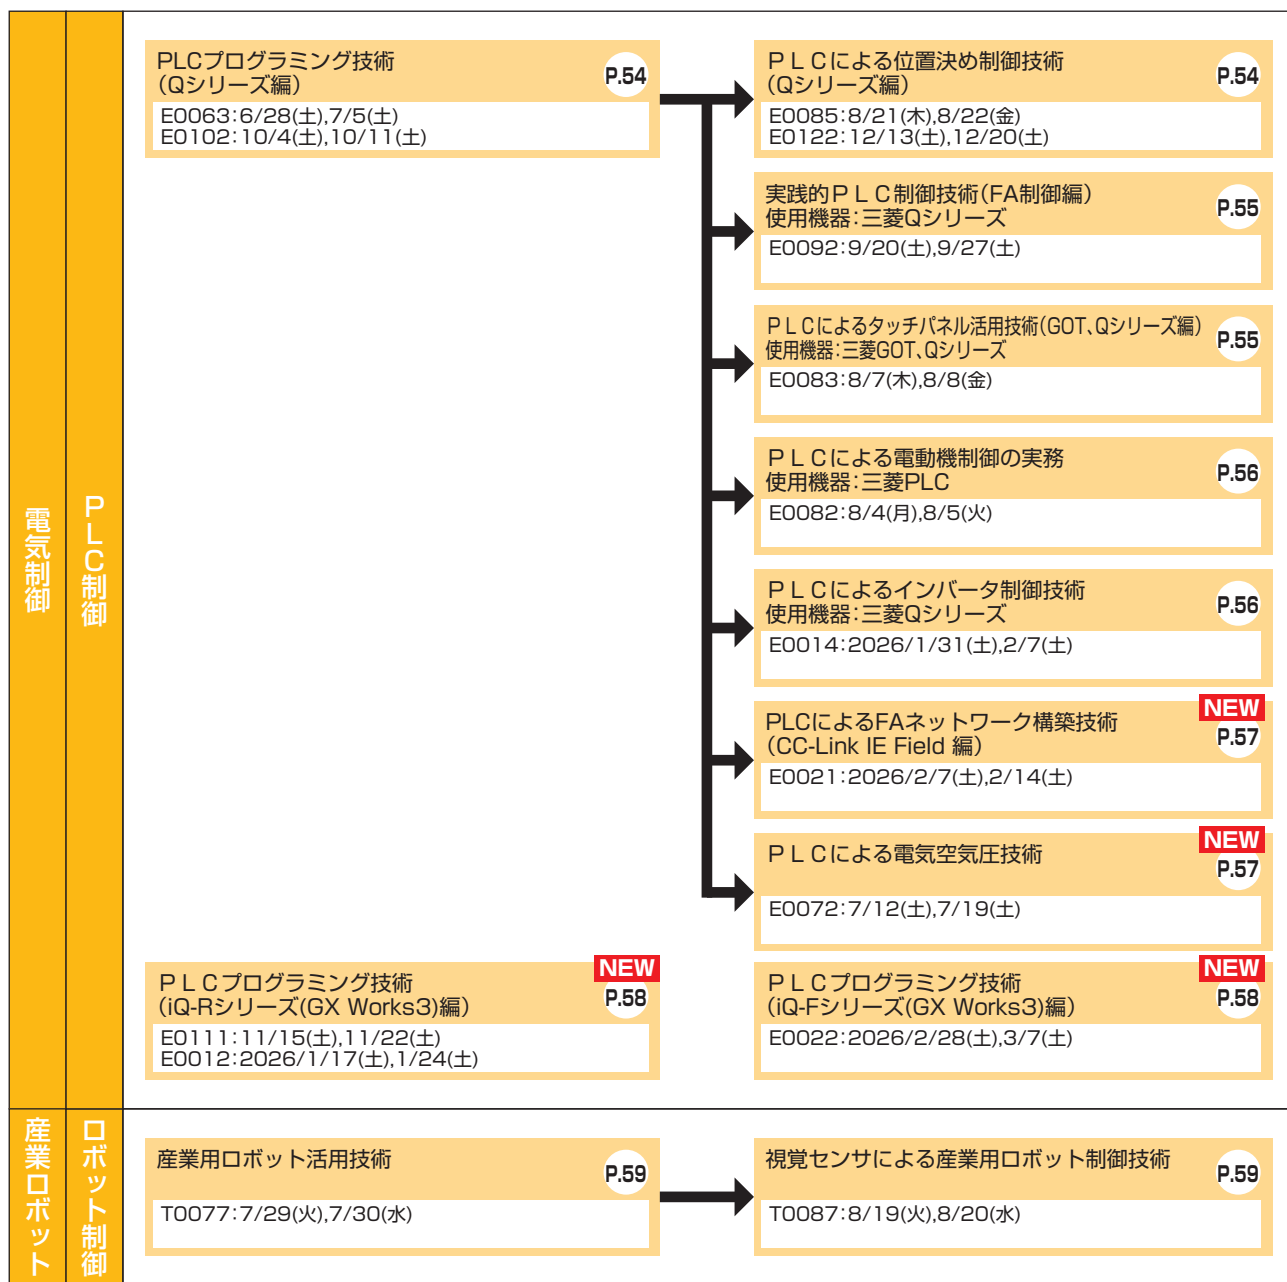 電気制御
PLC制御
PLCプログラミング技術
（Qシリーズ編）
P.54
E0063：6/28(土),7/5(土)
E0102：10/4(土),10/11(土)
ＰＬＣによる位置決め制御技術
（Qシリーズ編）
P.54
E0085：8/21(木),8/22(金)
E0122：12/13(土),12/20(土)
実践的ＰＬＣ制御技術（FA制御編）
使用機器：三菱Qシリーズ
P.55
E0092：9/20(土),9/27(土)
ＰＬＣによるタッチパネル活用技術（GOT、Qシリーズ編）
使用機器：三菱GOT、Qシリーズ
P.55
E0083：8/7(木),8/8(金)
ＰＬＣによる電動機制御の実務
使用機器：三菱PLC
P.56
E0082：8/4(月),8/5(火)
ＰＬＣによるインバータ制御技術
使用機器：三菱Qシリーズ
P.56
E0014：2026/1/31(土),2/7(土)
NEW
PLCによるFAネットワーク構築技術
（CC-Link IE Field 編）
P.57
E0021：2026/2/7(土),2/14(土)
NEW
ＰＬＣによる電気空気圧技術
P.57
E0072：7/12(土),7/19(土)
NEW
ＰＬＣプログラミング技術
（iQ-Rシリーズ(GX Works3)編）
P.58
E0111：11/15(土),11/22(土)
E0012：2026/1/17(土),1/24(土)
NEW
ＰＬＣプログラミング技術
（iQ-Fシリーズ(GX Works3)編）
P.58
E0022：2026/2/28(土),3/7(土)
産業ロボット
ロボット制御
産業用ロボット活用技術
P.59
T0077：7/29(火),7/30(水)
視覚センサによる産業用ロボット制御技術
P.59
T0087：8/19(火),8/20(水)